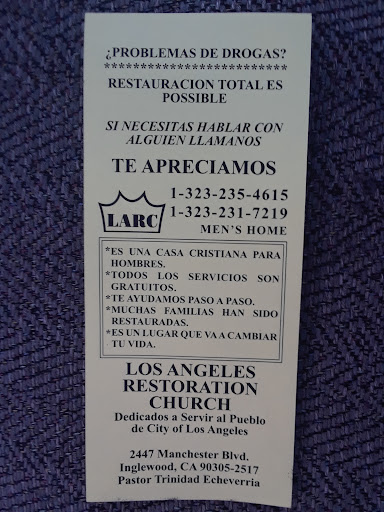 ¿PROBLEMAS DE DROGAS?
*************************
RESTAURACION TOTAL ES
POSSIBLE
SI NECESITAS HABLAR CON
ALGUIEN LLAMANOS
TE APRECIAMOS
1-323-235-4615
LARC 1-323-231-7219
MEN'S HOME
*ES UNA CASA CRISTIANA PARA
HOMBRES.
*TODOS LOS SERVICIOS SON
GRATUITOS.
*TE AYUDAMOS PASO A PASO.
*MUCHAS FAMILIAS HAN SIDO
RESTAURADAS.
*ES UN LUGAR QUE VA A CAMBIAR
TU VIDA.
LOS ANGELES
RESTORATION
CHURCH
Dedicados a Servir al Pueblo
de City of Los Angeles
2447 Manchester Blvd.
Inglewood, CA 90305-2517
Pastor Trinidad Echeverria